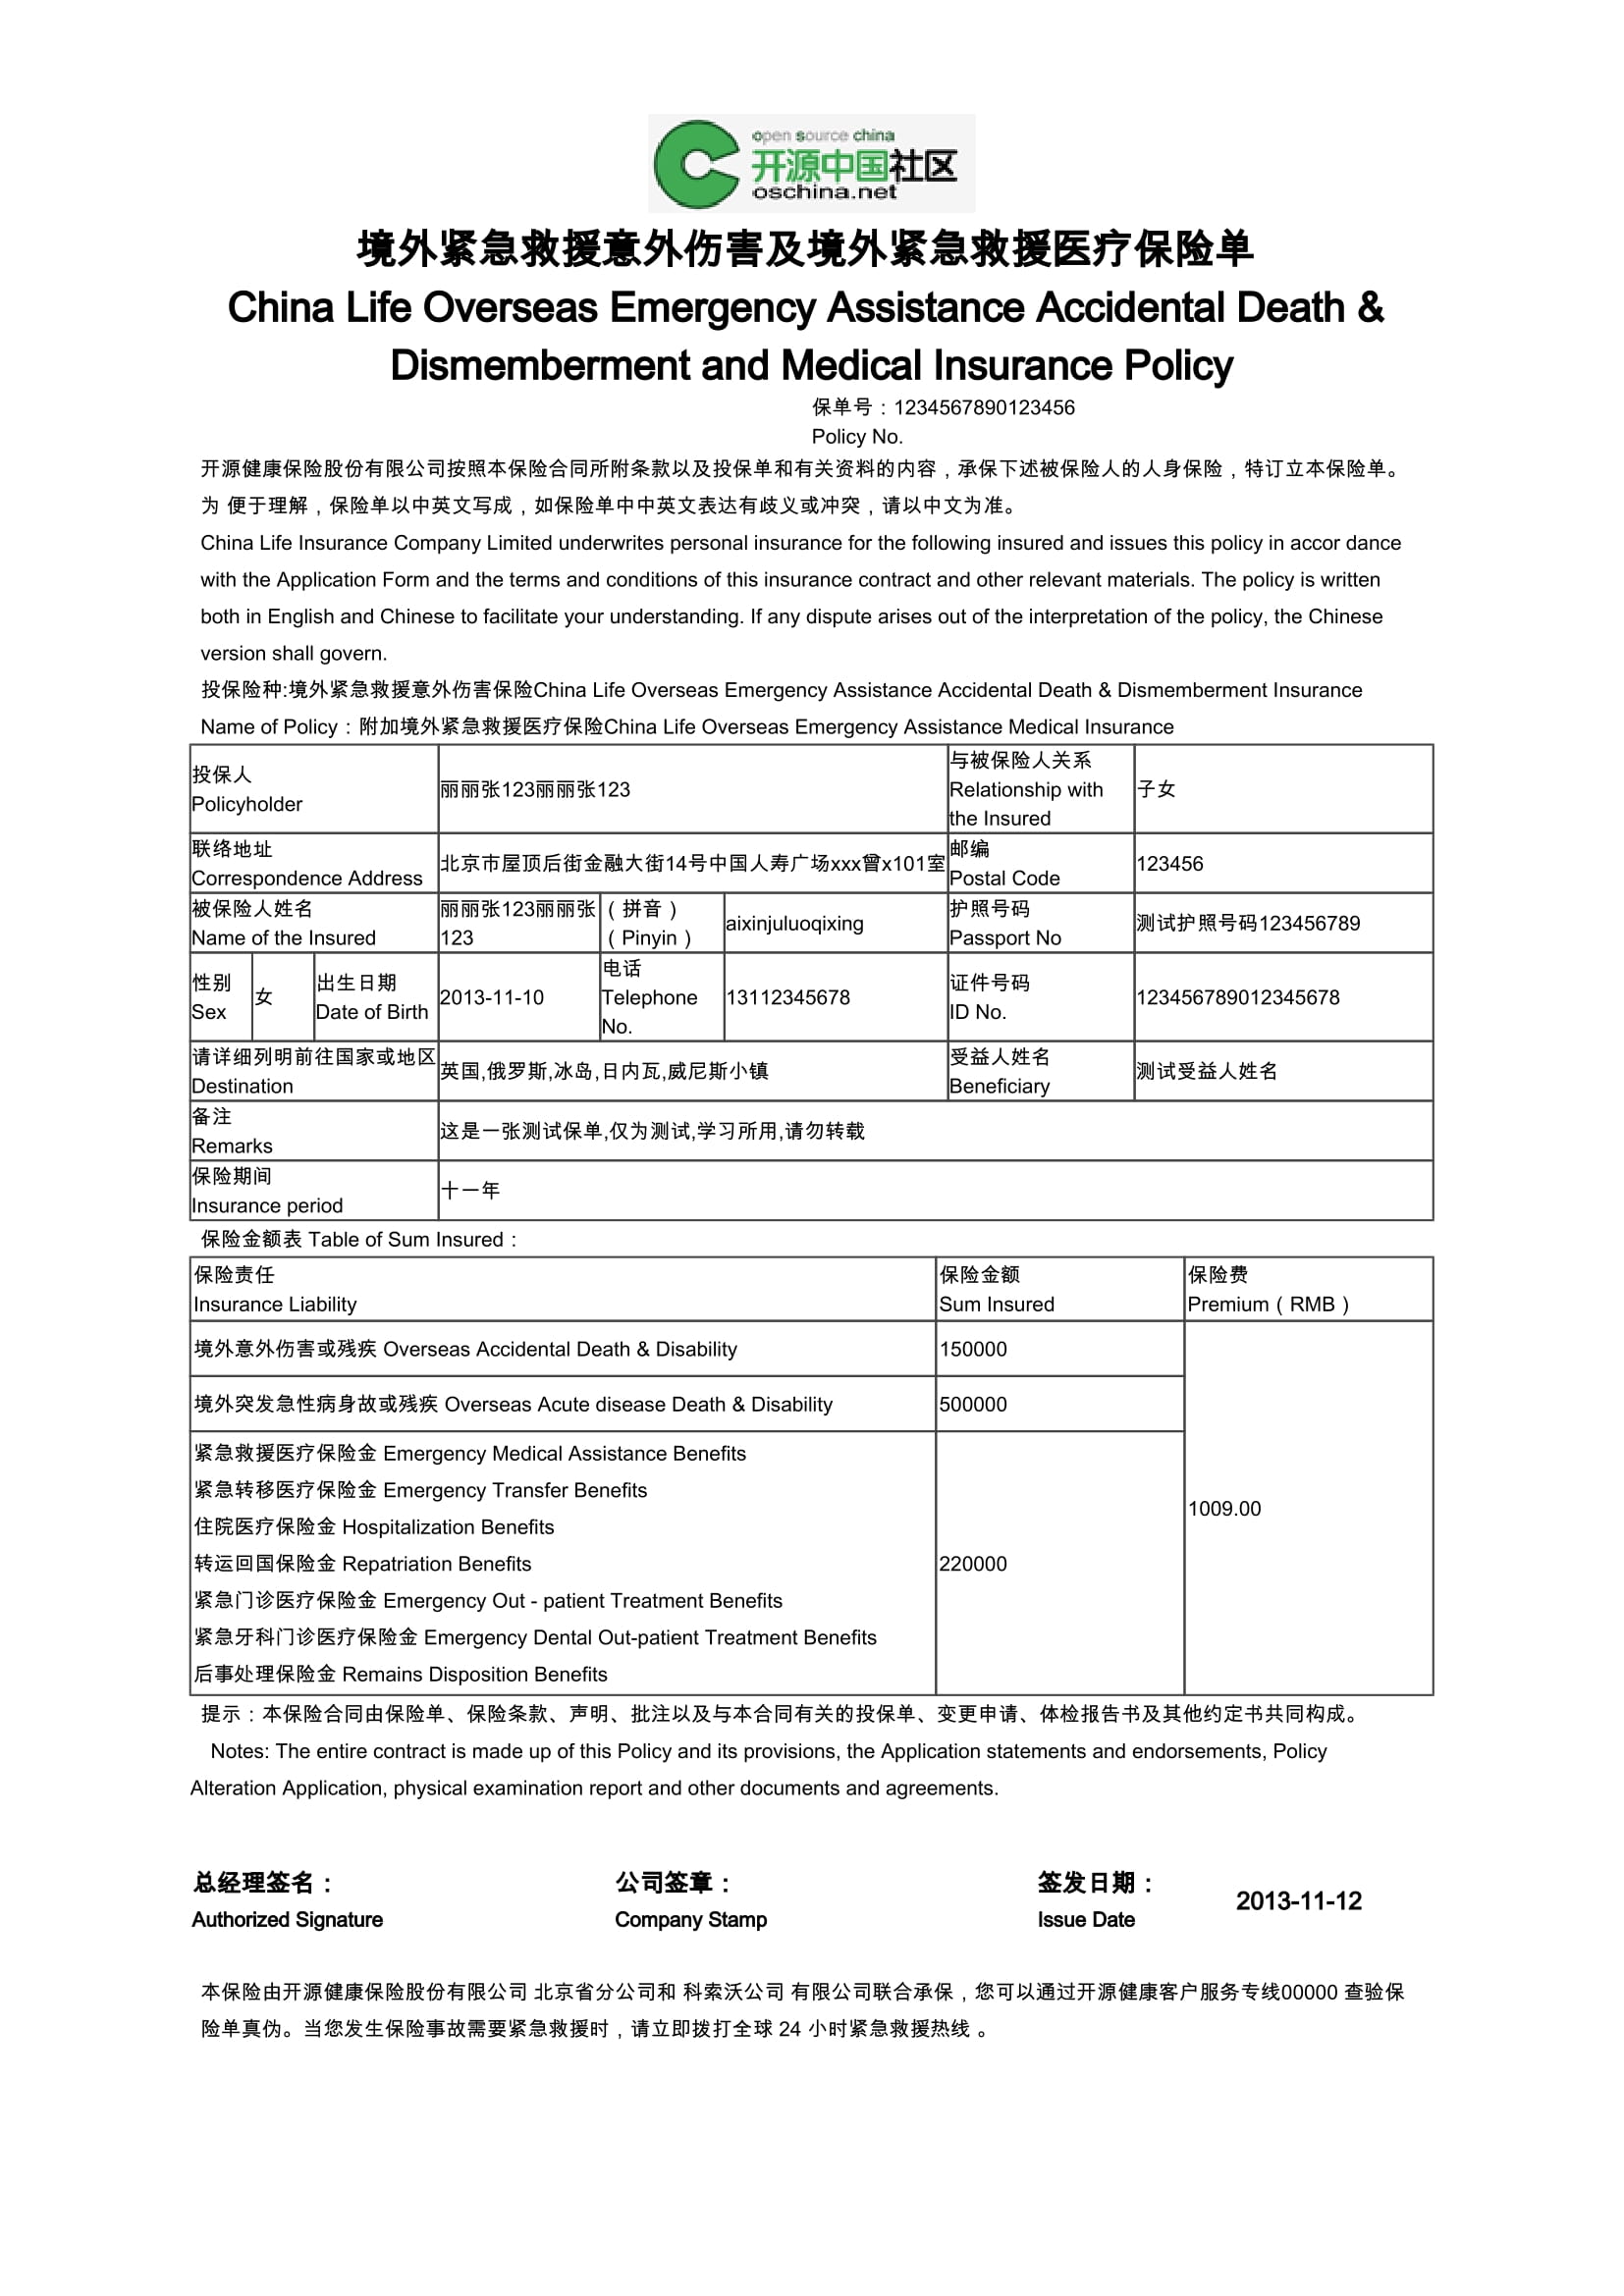 open source china
开源中国社区
oschina.net
境外紧急救援意外伤害及境外紧急救援医疗保险单
China Life Overseas Emergency Assistance Accidental Death &
Dismemberment and Medical Insurance Policy
保单号：1234567890123456
Policy No.
开源健康保险股份有限公司按照本保险合同所附条款以及投保单和有关资料的内容，承保下述被保险人的人身保险，特订立本保险单。
为 便于理解，保险单以中英文写成，如保险单中中英文表达有歧义或冲突，请以中文为准。
China Life Insurance Company Limited underwrites personal insurance for the following insured and issues this policy in accor dance
with the Application Form and the terms and conditions of this insurance contract and other relevant materials. The policy is written
both in English and Chinese to facilitate your understanding. If any dispute arises out of the interpretation of the policy, the Chinese
version shall govern.
投保险种:境外紧急救援意外伤害保险China Life Overseas Emergency Assistance Accidental Death & Dismemberment Insurance
Name of Policy：附加境外紧急救援医疗保险China Life Overseas Emergency Assistance Medical Insurance
投保人
Policyholder
丽丽张123丽丽张123
与被保险人关系
Relationship with
the Insured
子女
联络地址
Correspondence Address
北京市屋顶后街金融大街14号中国人寿广场xxx曾x101室
邮编
Postal Code
123456
被保险人姓名
Name of the Insured
丽丽张123丽丽张
123
（拼音）
（Pinyin）
aixinjuluoqixing
护照号码
Passport No
测试护照号码123456789
性别
Sex
女
出生日期
Date of Birth
2013-11-10
电话
Telephone
No.
13112345678
证件号码
ID No.
123456789012345678
请详细列明前往国家或地区
Destination
英国,俄罗斯,冰岛,日内瓦,威尼斯小镇
受益人姓名
Beneficiary
测试受益人姓名
备注
Remarks
这是一张测试保单,仅为测试,学习所用,请勿转载
保险期间
Insurance period
十一年
保险金额表 Table of Sum Insured：
保险责任
Insurance Liability
保险金额
Sum Insured
保险费
Premium（RMB）
境外意外伤害或残疾 Overseas Accidental Death & Disability
150000
境外突发急性病身故或残疾 Overseas Acute disease Death & Disability
500000
紧急救援医疗保险金 Emergency Medical Assistance Benefits
紧急转移医疗保险金 Emergency Transfer Benefits
住院医疗保险金 Hospitalization Benefits
转运回国保险金 Repatriation Benefits
紧急门诊医疗保险金 Emergency Out - patient Treatment Benefits
紧急牙科门诊医疗保险金 Emergency Dental Out-patient Treatment Benefits
后事处理保险金 Remains Disposition Benefits
220000
1009.00
提示：本保险合同由保险单、保险条款、声明、批注以及与本合同有关的投保单、变更申请、体检报告书及其他约定书共同构成。
Notes: The entire contract is made up of this Policy and its provisions, the Application statements and endorsements, Policy
Alteration Application, physical examination report and other documents and agreements.
总经理签名：
Authorized Signature
公司签章：
Company Stamp
签发日期：
Issue Date
2013-11-12
本保险由开源健康保险股份有限公司 北京省分公司和 科索沃公司 有限公司联合承保，您可以通过开源健康客户服务专线00000 查验保
险单真伪。当您发生保险事故需要紧急救援时，请立即拨打全球 24 小时紧急救援热线 。